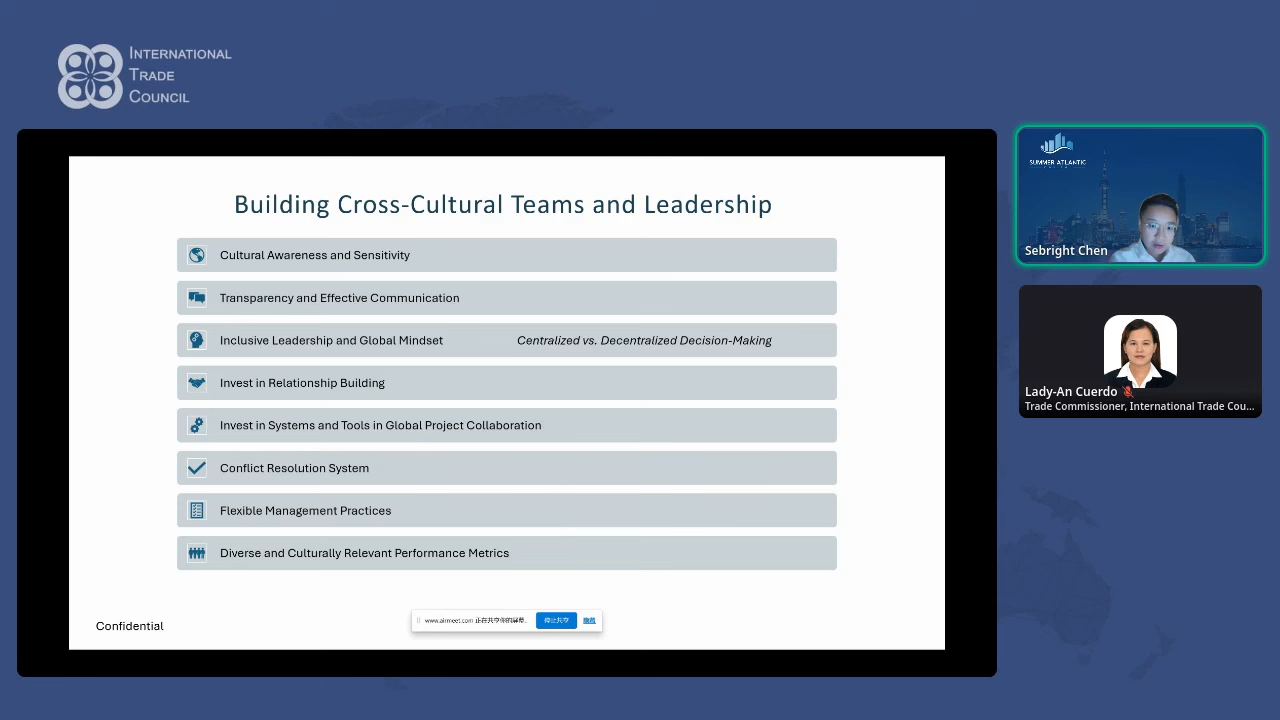 INTERNATIONAL
TRADE
COUNCIL
Building Cross-Cultural Teams and Leadership
Cultural Awareness and Sensitivity
Transparency and Effective Communication
Inclusive Leadership and Global Mindset Centralized vs. Decentralized Decision-Making
Invest in Relationship Building
Invest in Systems and Tools in Global Project Collaboration
Conflict Resolution System
Flexible Management Practices
Diverse and Culturally Relevant Performance Metrics
Confidential
www.airmeet.com 正在共享你的屏幕。 停止共享 隐藏
SUMMER ATLANTIC
Sebright Chen
Lady-An Cuerdo
Trade Commissioner, International Trade Cou...